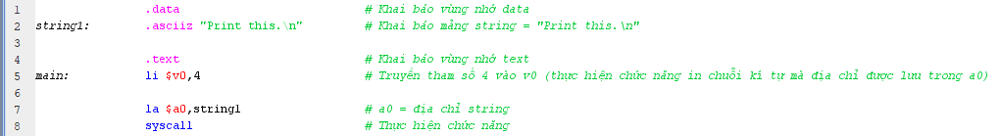 1 .data # Khai báo vùng nhớ data
2 string1: .asciiz "Print this.\n" # Khai báo mảng string = "Print this.\n"
3
4 .text # Khai báo vùng nhớ text
5 main: li $v0,4 # Truyền tham số 4 vào v0 (thực hiện chức năng in chuỗi kí tự mà địa chỉ được lưu trong a0)
6
7 la $a0,string1 # a0 = địa chỉ string
8 syscall # Thực hiện chức năng